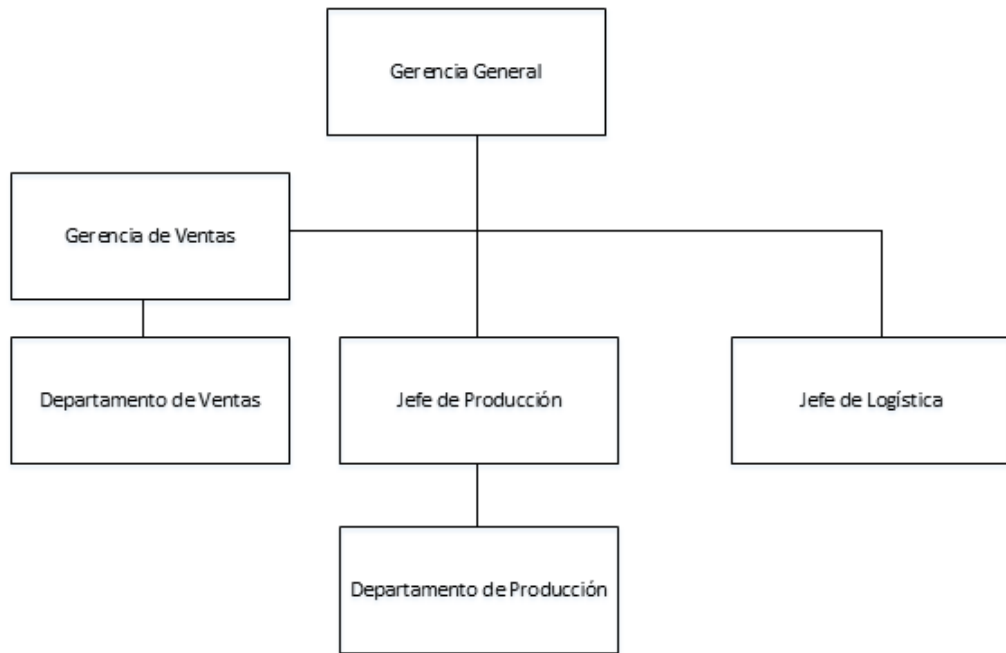 Gerencia General
Gerencia de Ventas
Departamento de Ventas
Jefe de Producción
Jefe de Logística
Departamento de Producción